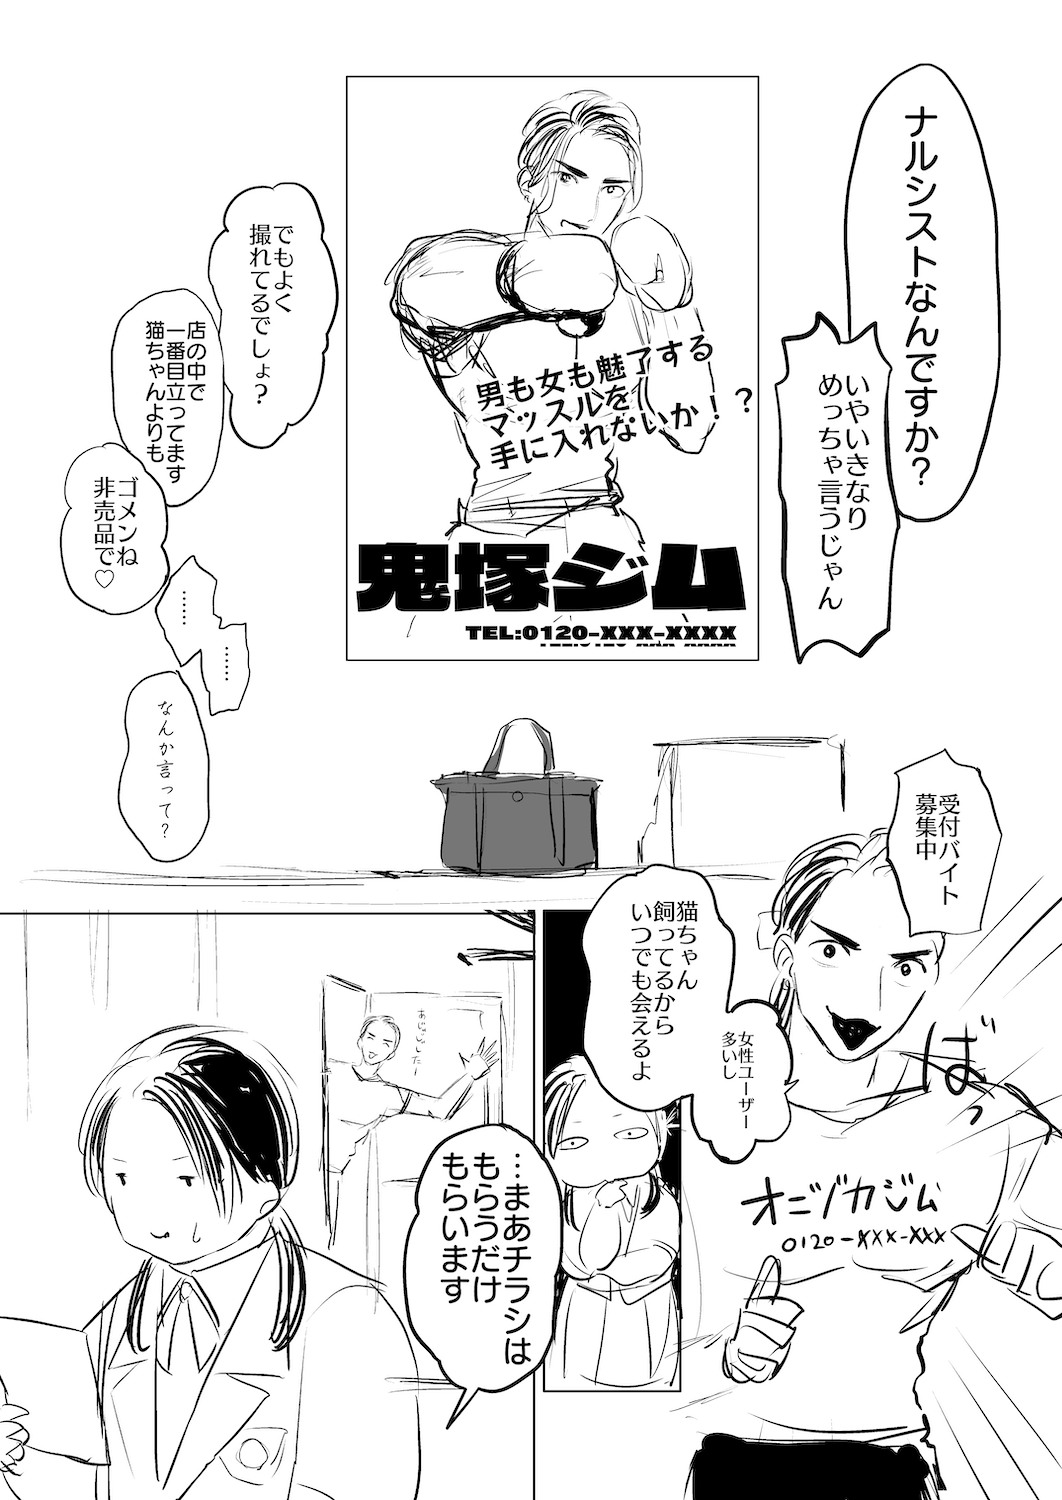 ナルシストなんですか？
いやいきなり
めっちゃ言うじゃん
男も女も魅了する
マッスルを
手に入れないか！？
鬼塚ジム
TEL:0120-XXX-XXXX
TEL:0120-XXX-XXXX
でもよく
撮れてるでしょ？
店の中で
一番目立ってます
猫ちゃんよりも
ゴメンね
非売品で♡
……
……
なんか言って？
受付バイト
募集中
猫ちゃん
飼ってるから
いつでも会えるよ
女性ユーザー
多いし
ばっ
オニヅカジム
0120-XXX-XXX
…まあチラシは
もらうだけ
もらいます